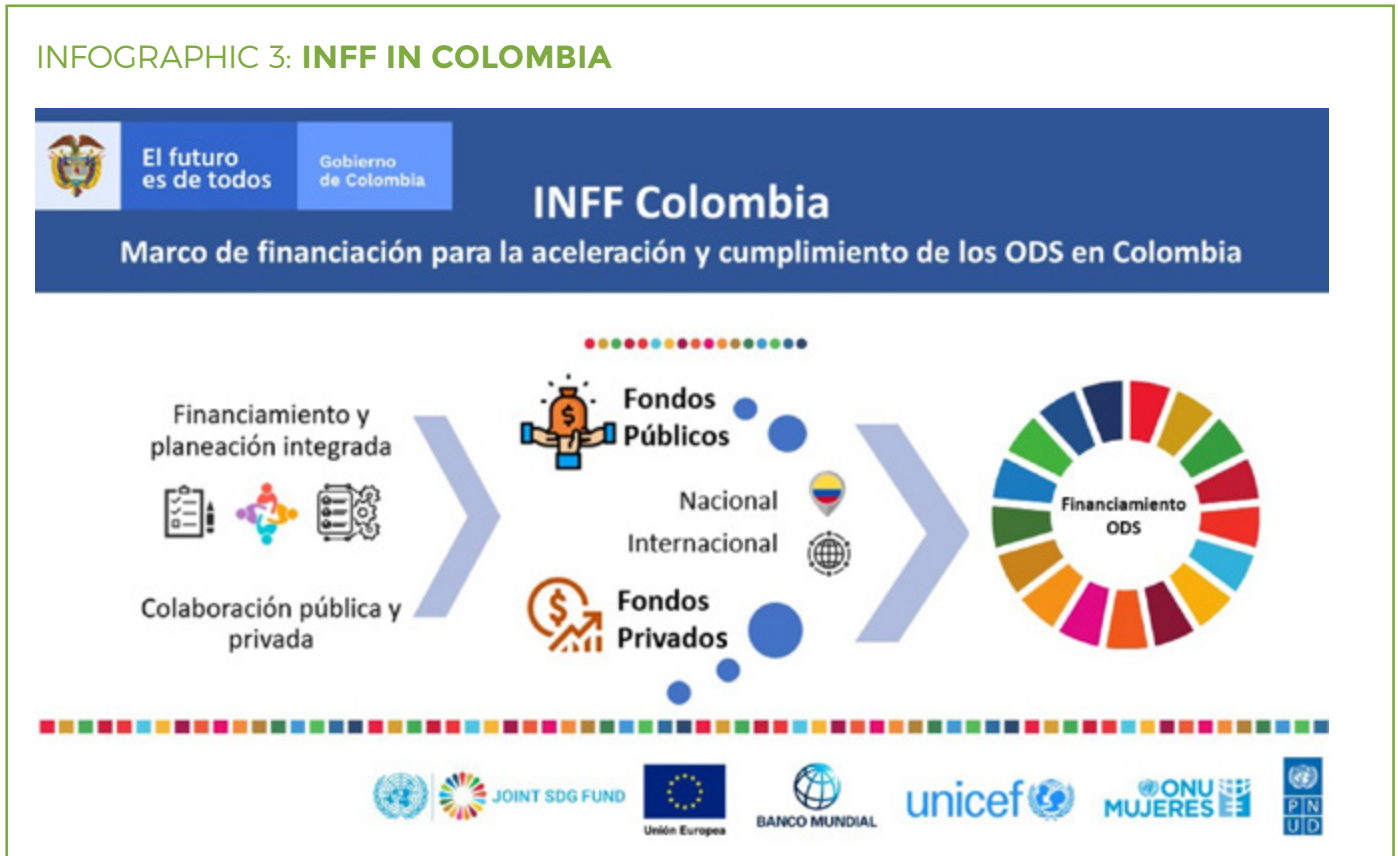 INFOGRAPHIC 3: INFF IN COLOMBIA
El futuro
es de todos
Gobierno
de Colombia
INFF Colombia
Marco de financiación para la aceleración y cumplimiento de los ODS en Colombia
Financiamiento y
planeación integrada
Colaboración pública y
privada
Fondos
Públicos
Nacional
Internacional
Fondos
Privados
Financiamiento
ODS
JOINT SDG FUND
Unión Europea
BANCO MUNDIAL
unicef
ONU
MUJERES
PN
UD